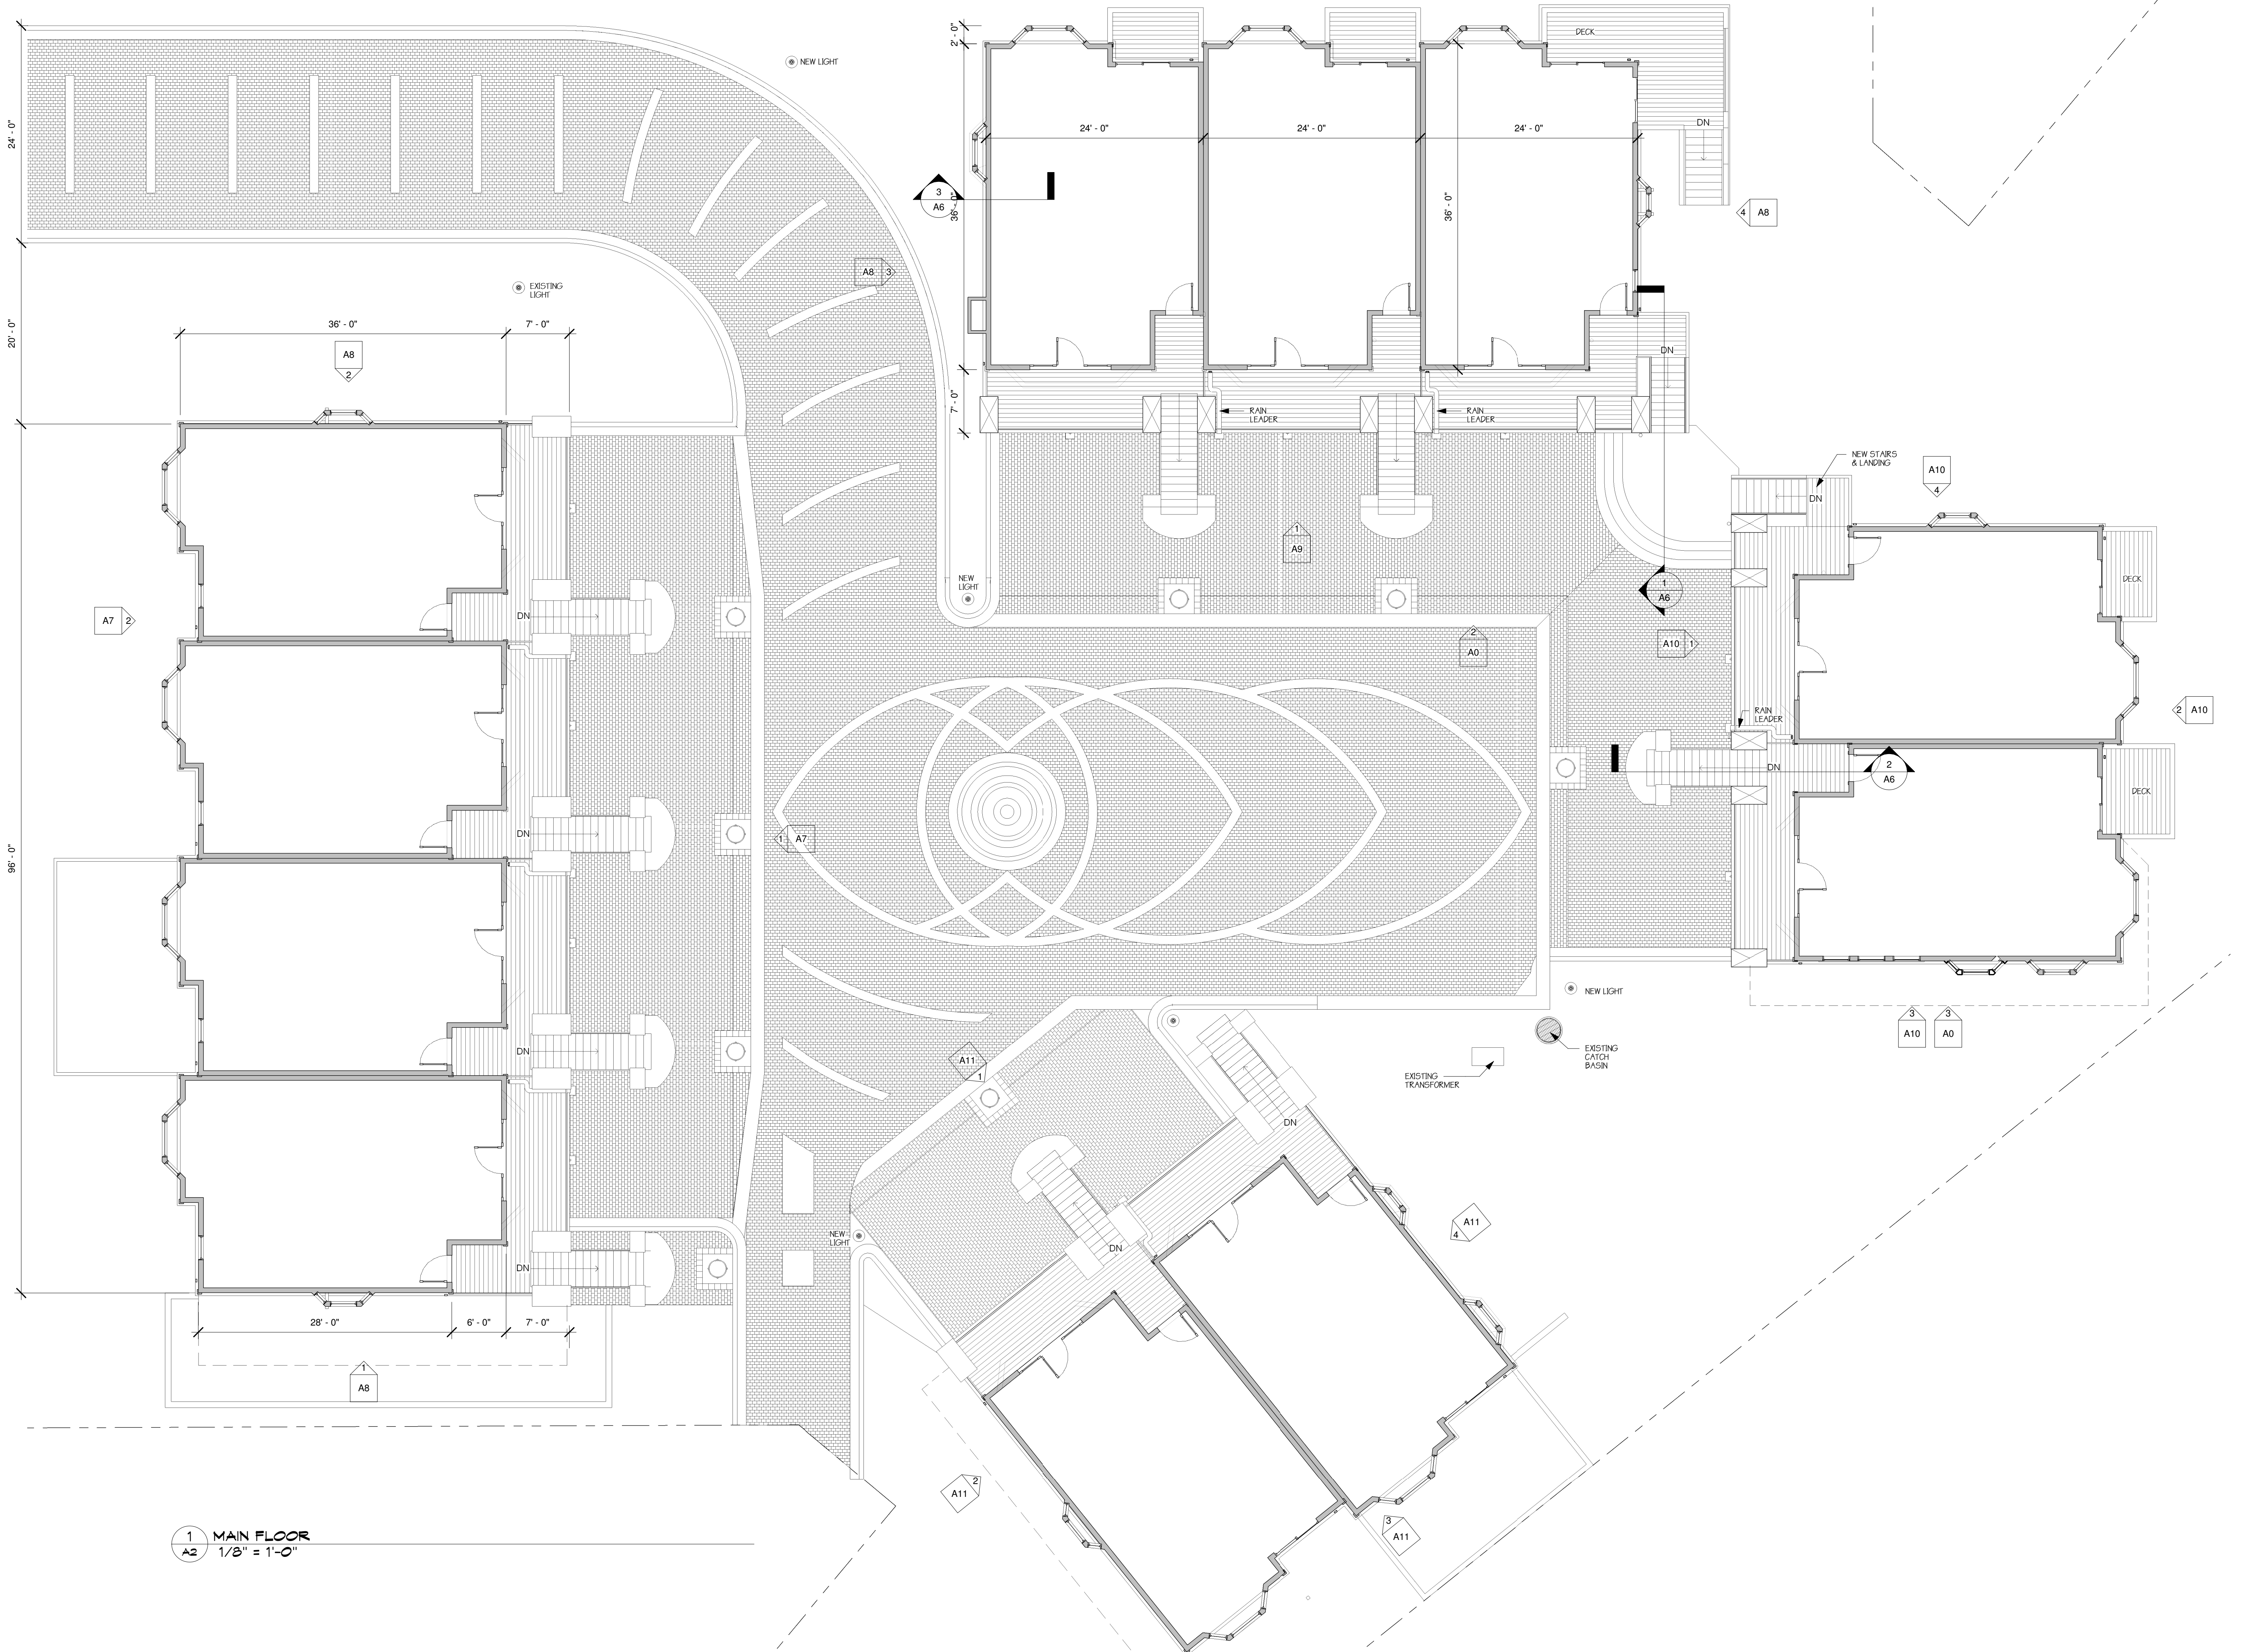 2' - 0"
DECK
NEW LIGHT
24' - 0"
24' - 0"
24' - 0"
24' - 0"
DN
3
A6
36' - 0"
36' - 0"
4 A8
A8 3
EXISTING
LIGHT
20' - 0"
36' - 0"
7' - 0"
A8
2
DN
7' - 0"
RAIN
LEADER
RAIN
LEADER
NEW STAIRS
& LANDING
A10
4
DN
1
A9
NEW
LIGHT
1
A6
DECK
A7 2
DN
2
A0
A10 1
2 A10
RAIN
LEADER
DN
2
A6
DECK
96' - 0"
DN
1 A7
NEW LIGHT
3
A10
3
A0
EXISTING
CATCH
BASIN
EXISTING
TRANSFORMER
DN
A11
1
DN
A11
4
NEW
LIGHT
DN
DN
28' - 0"
6' - 0"
7' - 0"
1
A8
2
A11
3
A11
1
A2
MAIN FLOOR
1/8" = 1'-0"